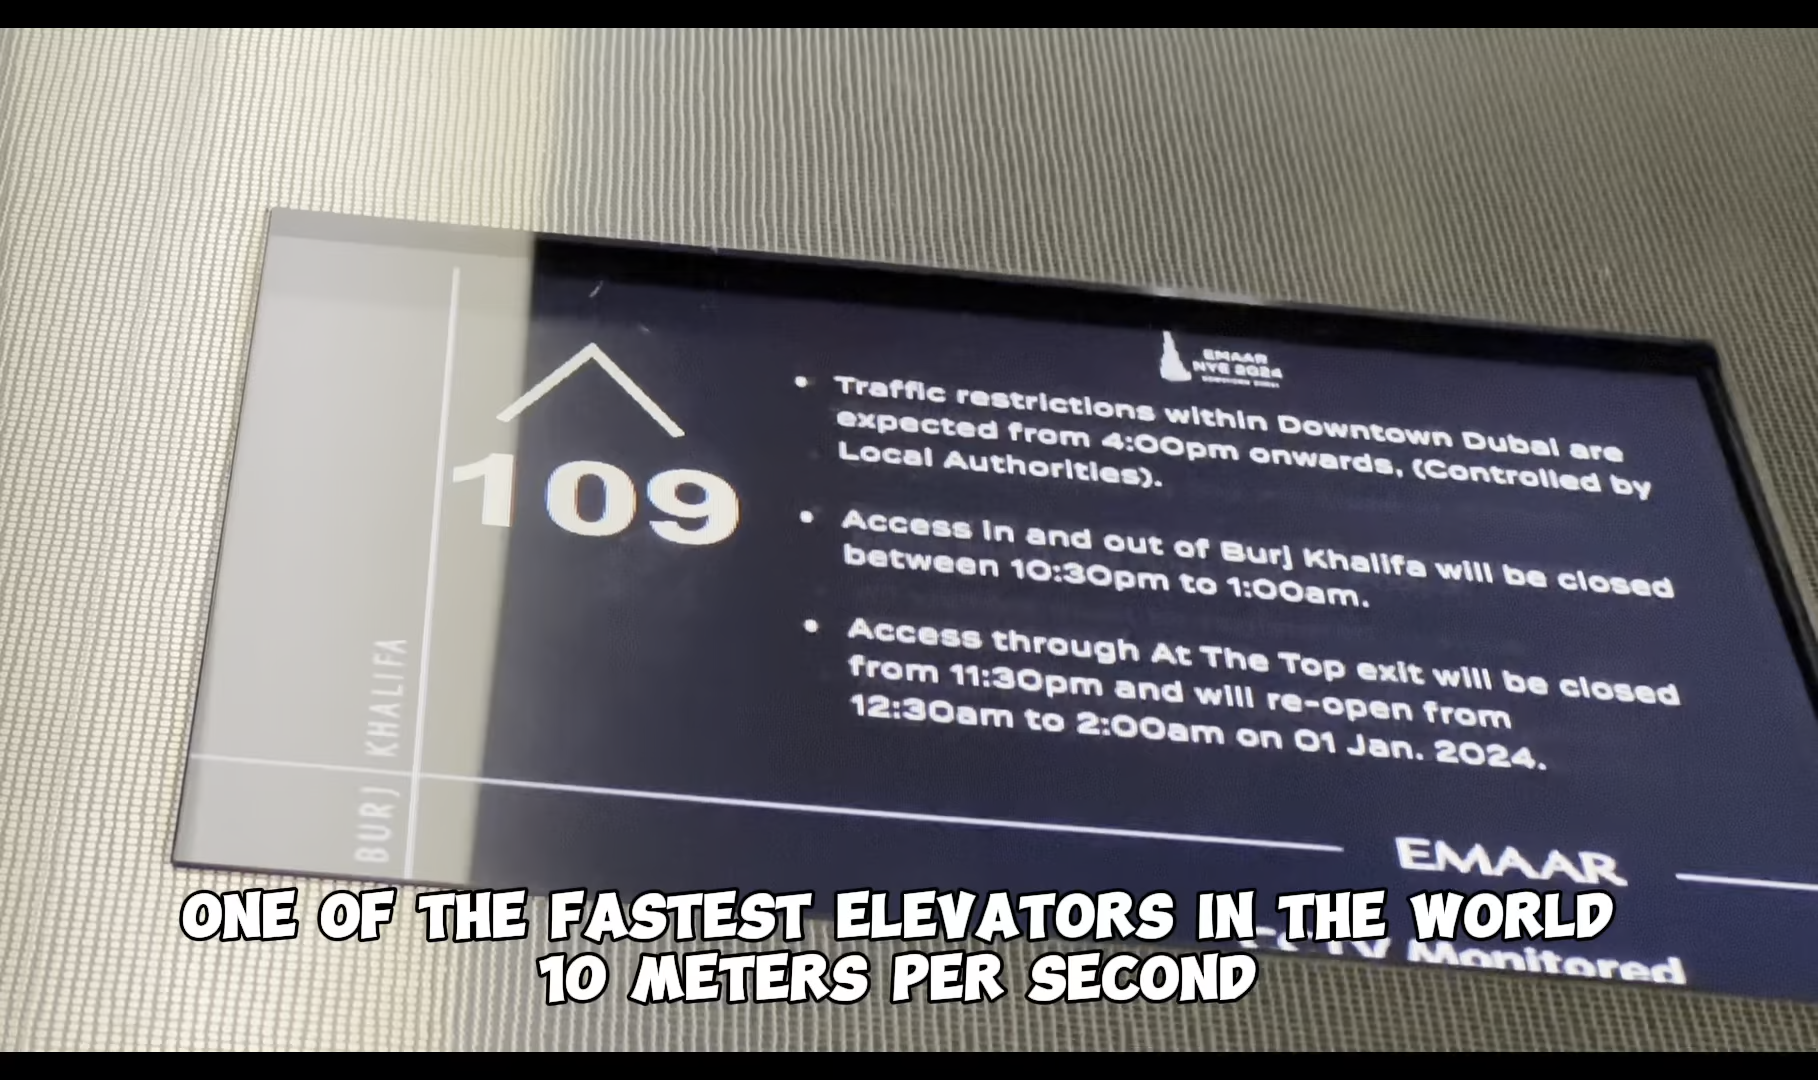 EMAAR
NYE 2024
DOWNTOWN DUBAI
109
• Traffic restrictions within Downtown Dubai are
expected from 4:00pm onwards, (Controlled by
Local Authorities).
• Access in and out of Burj Khalifa will be closed
between 10:30pm to 1:00am.
• Access through At The Top exit will be closed
from 11:30pm and will re-open from
12:30am to 2:00am on 01 Jan. 2024.
BURJ KHALIFA
EMAAR
CCTV Monitored
ONE OF THE FASTEST ELEVATORS IN THE WORLD
10 METERS PER SECOND